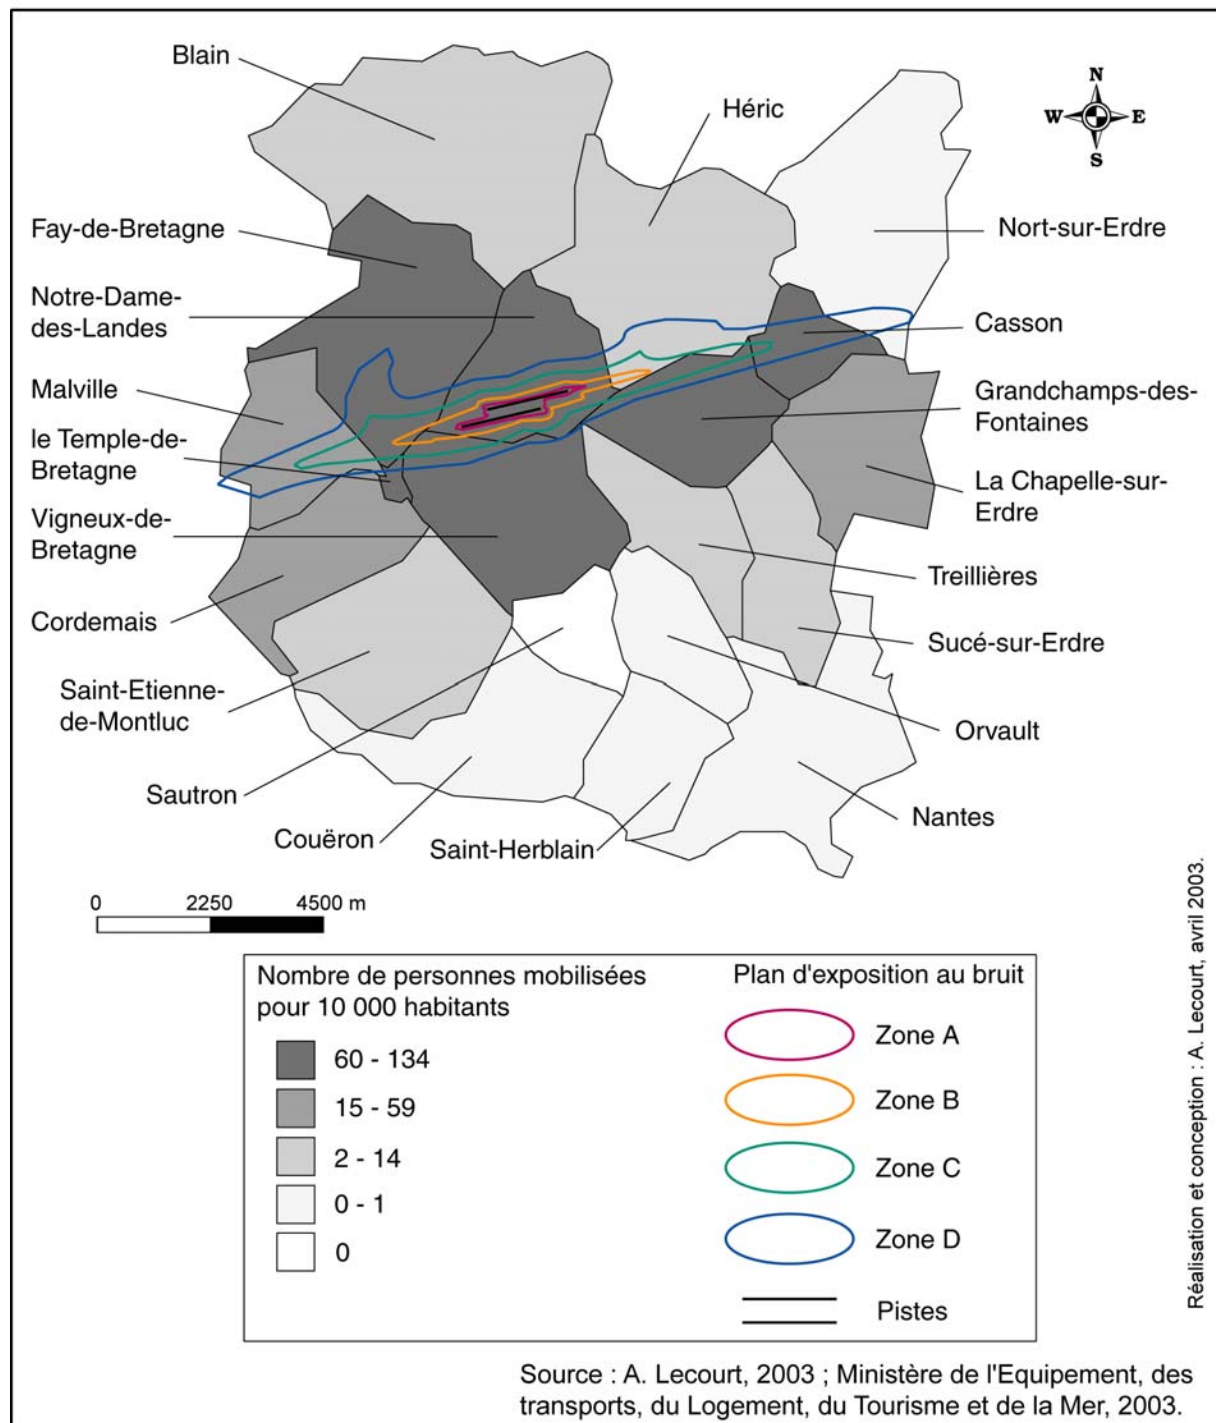 Blain
Héric
N
W E
S
Fay-de-Bretagne
Nort-sur-Erdre
Notre-Dame-
des-Landes
Casson
Malville
Grandchamps-des-
Fontaines
le Temple-de-
Bretagne
La Chapelle-sur-
Erdre
Vigneux-de-
Bretagne
Treillières
Cordemais
Sucé-sur-Erdre
Saint-Etienne-
de-Montluc
Orvault
Sautron
Nantes
Couëron
Saint-Herblain
0 2250 4500 m
Nombre de personnes mobilisées
pour 10 000 habitants
60 - 134
15 - 59
2 - 14
0 - 1
0
Plan d'exposition au bruit
Zone A
Zone B
Zone C
Zone D
Pistes
Réalisation et conception : A. Lecourt, avril 2003.
Source : A. Lecourt, 2003 ; Ministère de l'Equipement, des
transports, du Logement, du Tourisme et de la Mer, 2003.